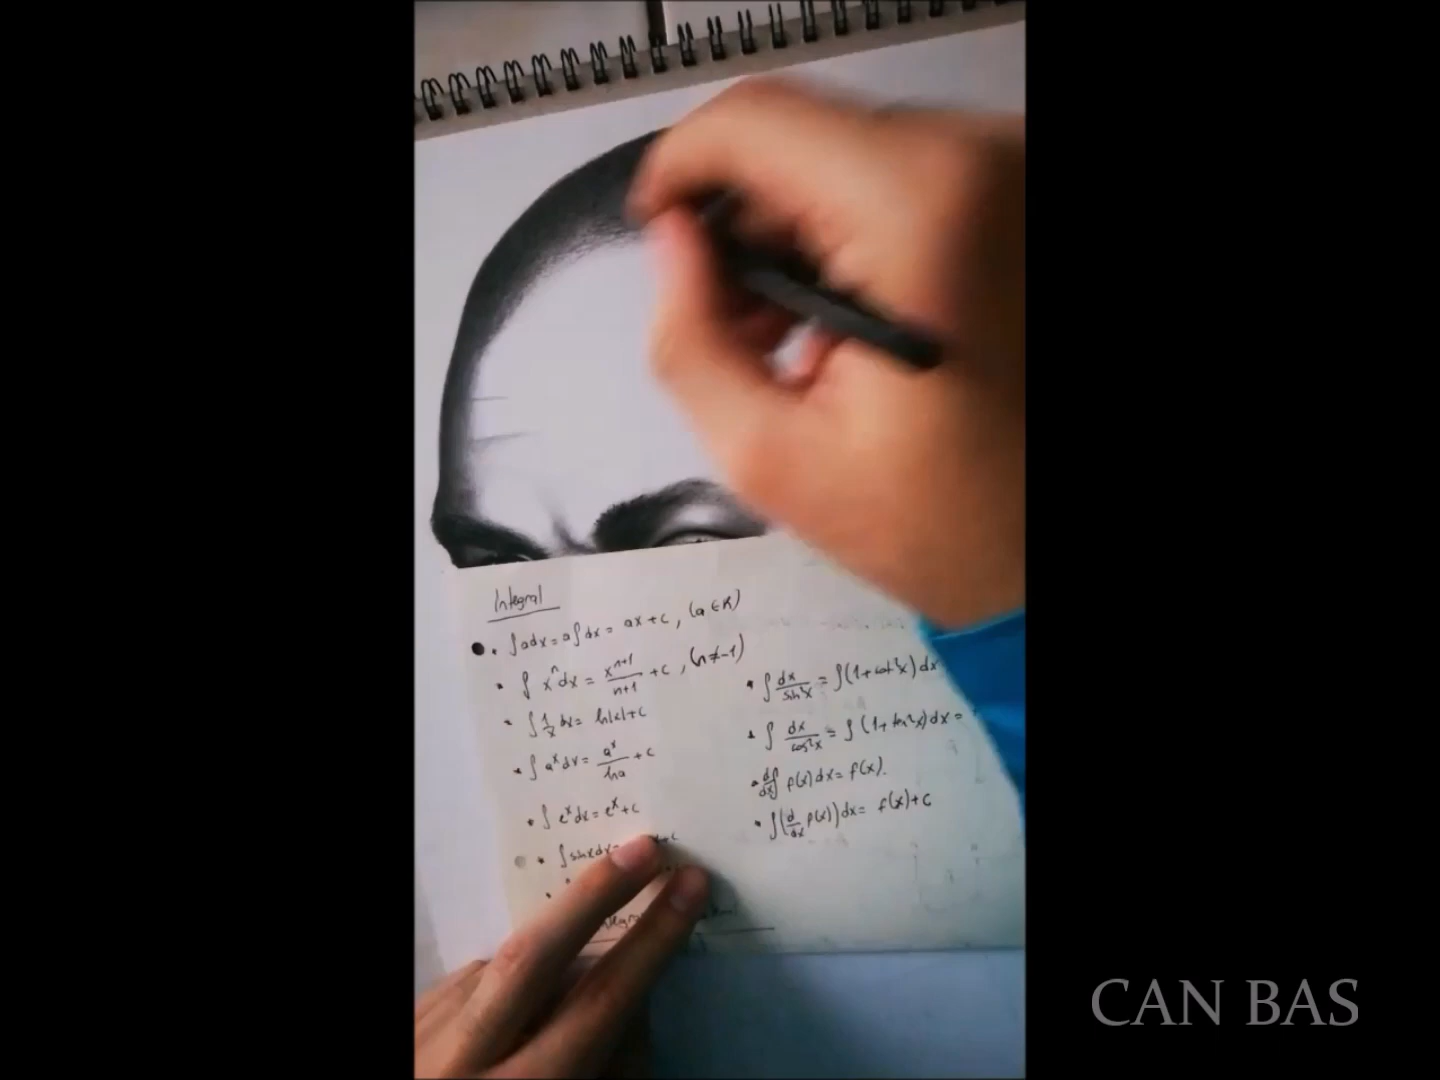 Integral
• ∫adx = a∫dx = ax+c, (a∈R)
• ∫xⁿdx = xⁿ⁺¹/n+1 + c, (n≠-1)
• ∫1/x dx = ln|x|+c
• ∫aˣdx = aˣ/lna + c
• ∫eˣdx = eˣ+c
• ∫sinxdx
• ∫dx/sin²x = ∫(1+cot²x)dx
• ∫dx/cos²x = ∫(1+tan²x)dx =
• d/dx∫f(x)dx = f(x).
• ∫(d/dx f(x))dx = f(x)+c
CAN BAS